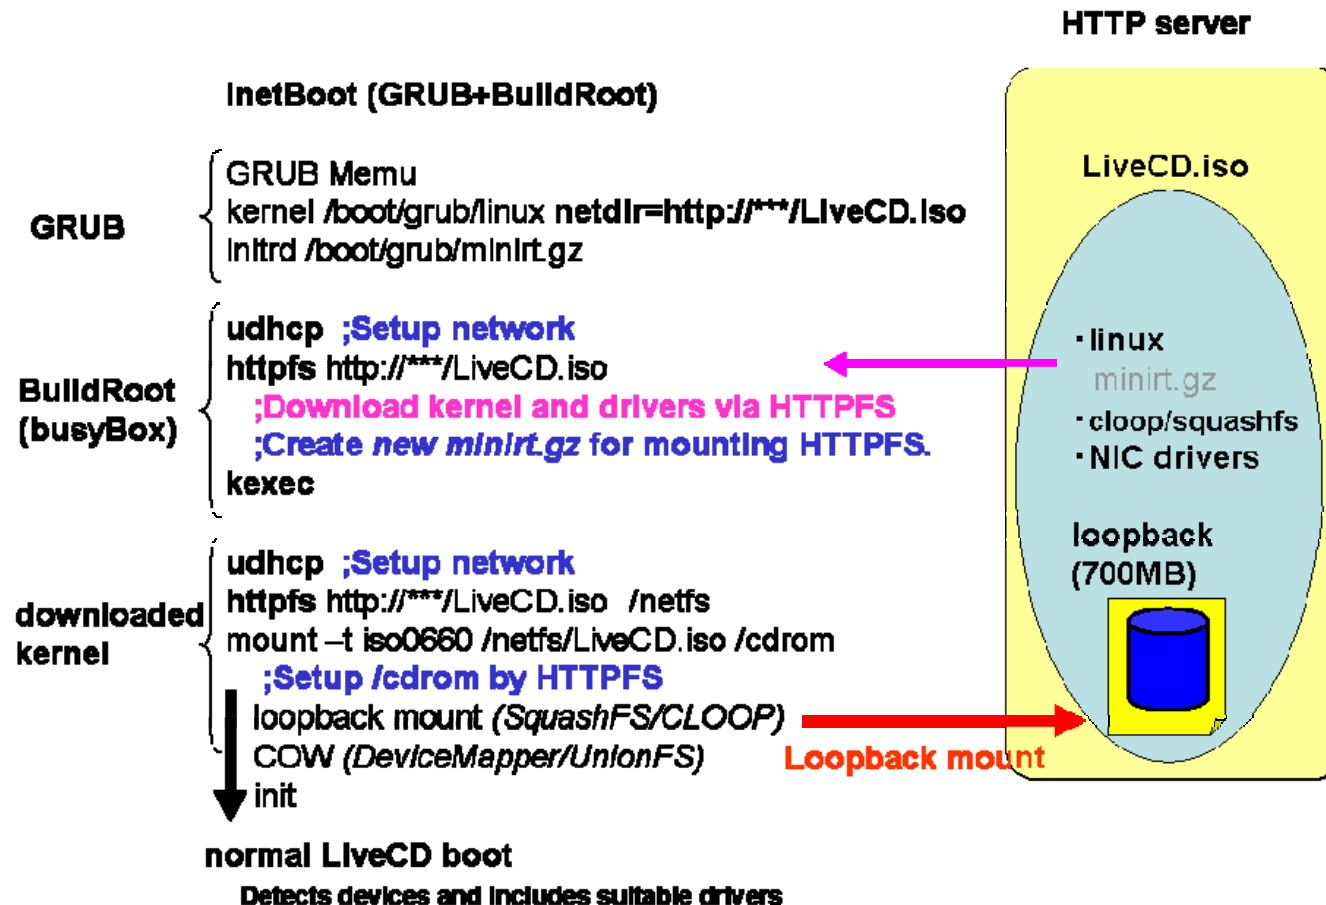 HTTP server
InetBoot (GRUB+BuildRoot)
GRUB
GRUB Memu
kernel /boot/grub/linux netdir=http://***/LiveCD.iso
initrd /boot/grub/minirt.gz
BuildRoot
(busyBox)
udhcp ;Setup network
httpfs http://***/LiveCD.iso
;Download kernel and drivers via HTTPFS
;Create new minirt.gz for mounting HTTPFS.
kexec
downloaded
kernel
udhcp ;Setup network
httpfs http://***/LiveCD.iso /netfs
mount –t iso0660 /netfs/LiveCD.iso /cdrom
;Setup /cdrom by HTTPFS
loopback mount (SquashFS/CLOOP)
COW (DeviceMapper/UnionFS)
init
normal LiveCD boot
Detects devices and includes suitable drivers
LiveCD.iso
・linux
minirt.gz
・cloop/squashfs
・NIC drivers
loopback
(700MB)
Loopback mount